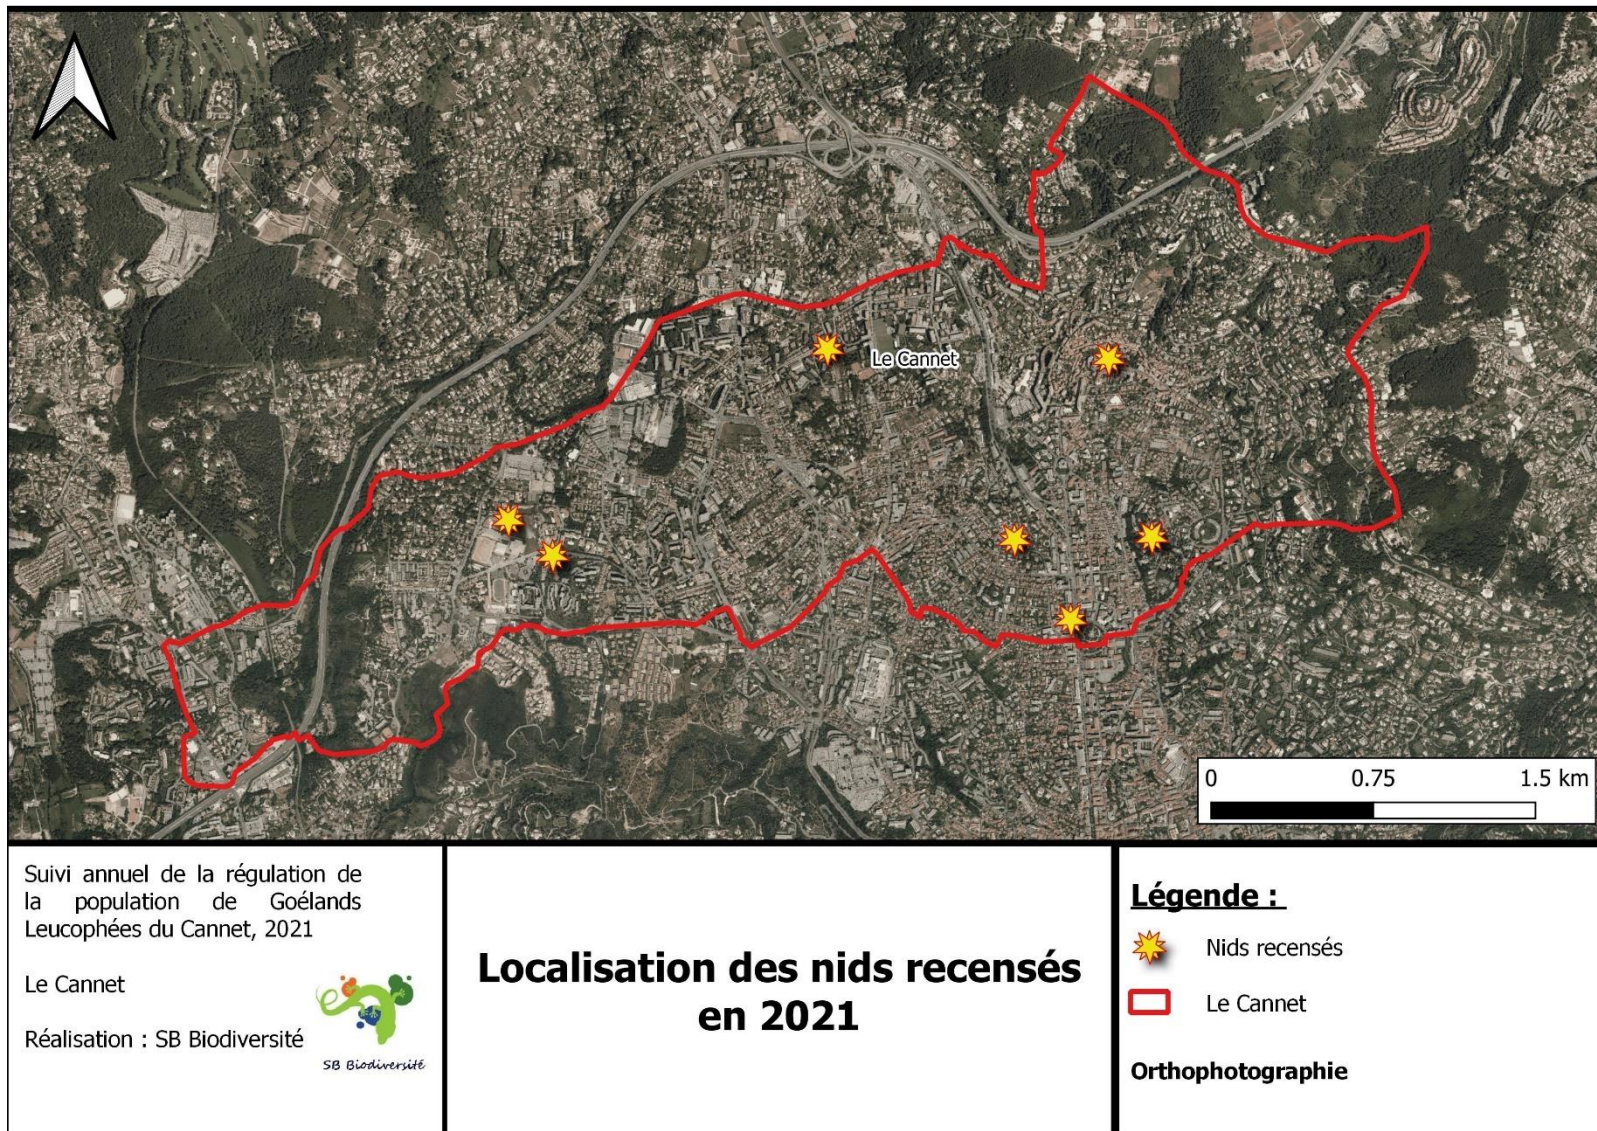 Le Cannet
0 0.75 1.5 km
Suivi annuel de la régulation de
la population de Goélands
Leucophées du Cannet, 2021
Le Cannet
Réalisation : SB Biodiversité
SB Biodiversité
Localisation des nids recensés
en 2021
Légende :
Nids recensés
Le Cannet
Orthophotographie